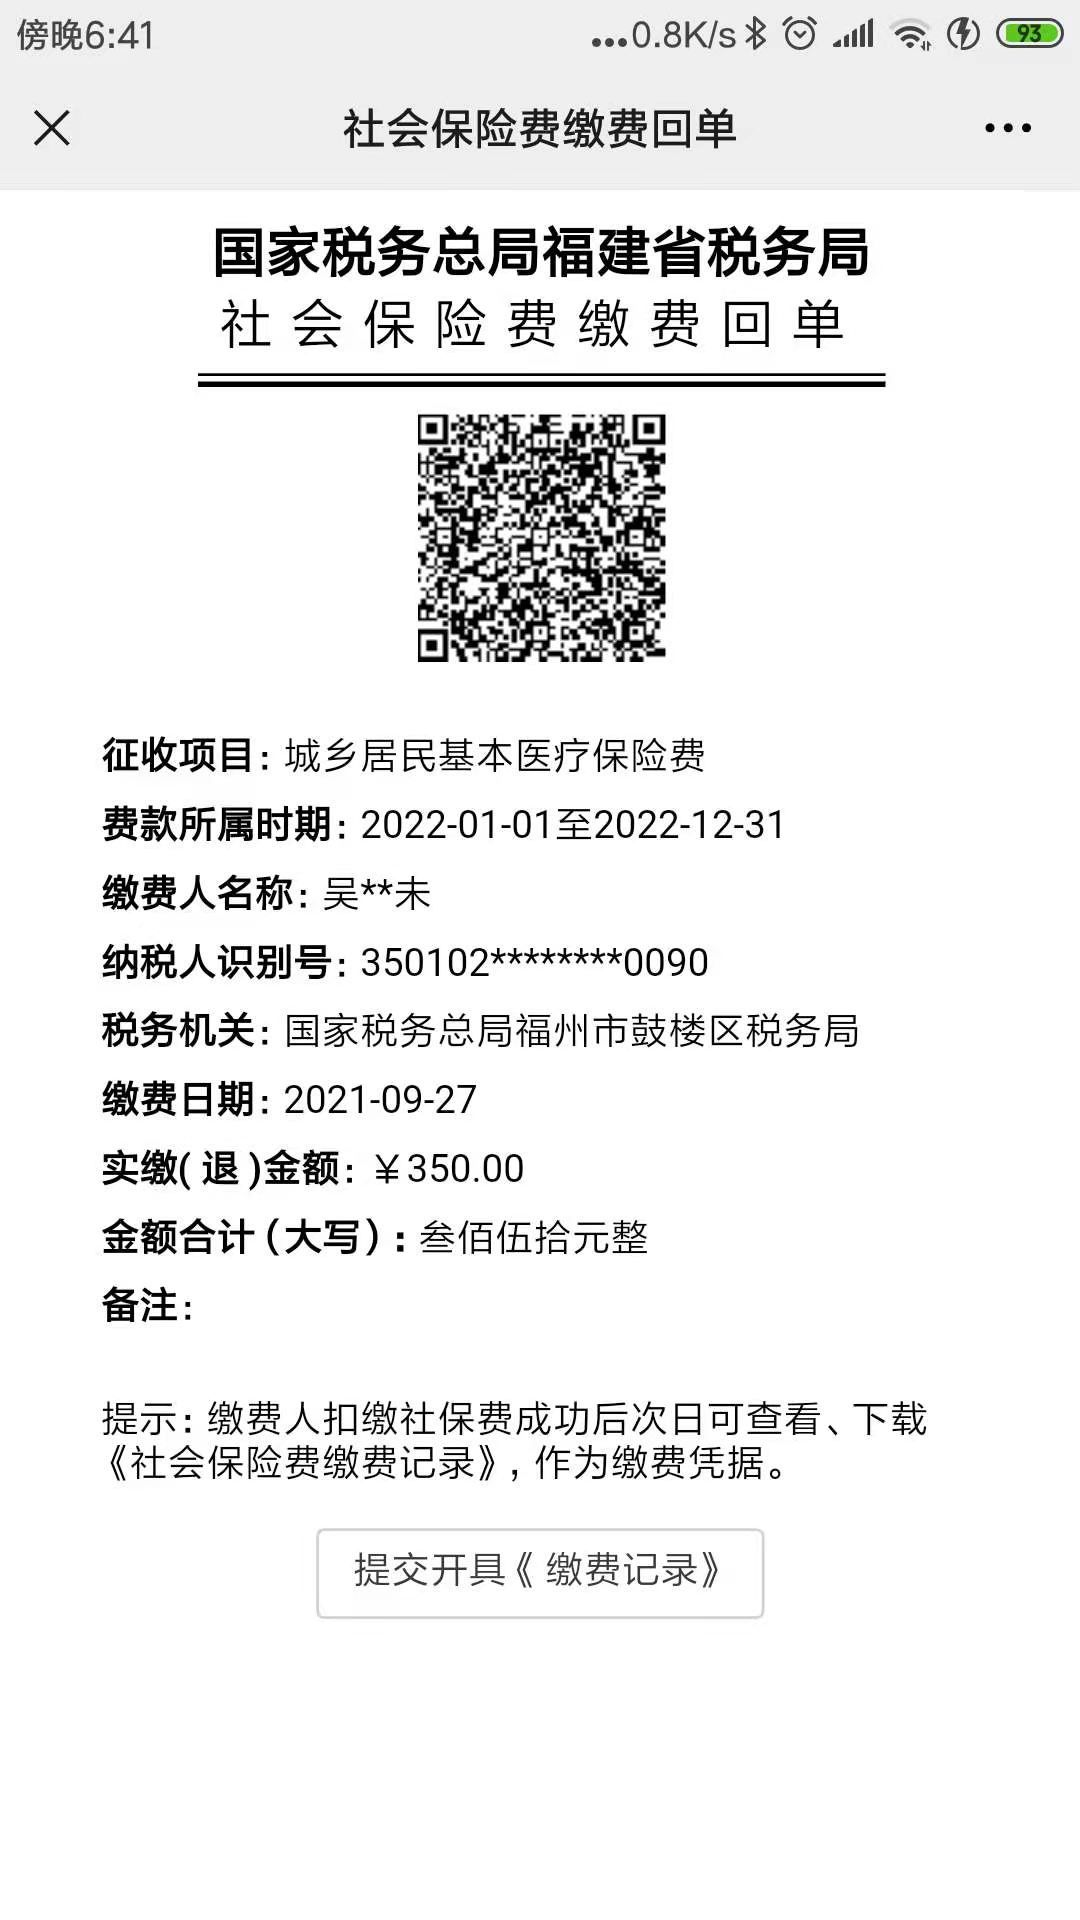 傍晚6:41
...0.8K/s
93
社会保险费缴费回单
国家税务总局福建省税务局
社会保险费缴费回单
征收项目：城乡居民基本医疗保险费
费款所属时期：2022-01-01至2022-12-31
缴费人名称：吴**未
纳税人识别号：350102********0090
税务机关：国家税务总局福州市鼓楼区税务局
缴费日期：2021-09-27
实缴( 退 )金额：￥350.00
金额合计（大写）：叁佰伍拾元整
备注：
提示：缴费人扣缴社保费成功后次日可查看、下载
《社会保险费缴费记录》，作为缴费凭据。
提交开具《 缴费记录》